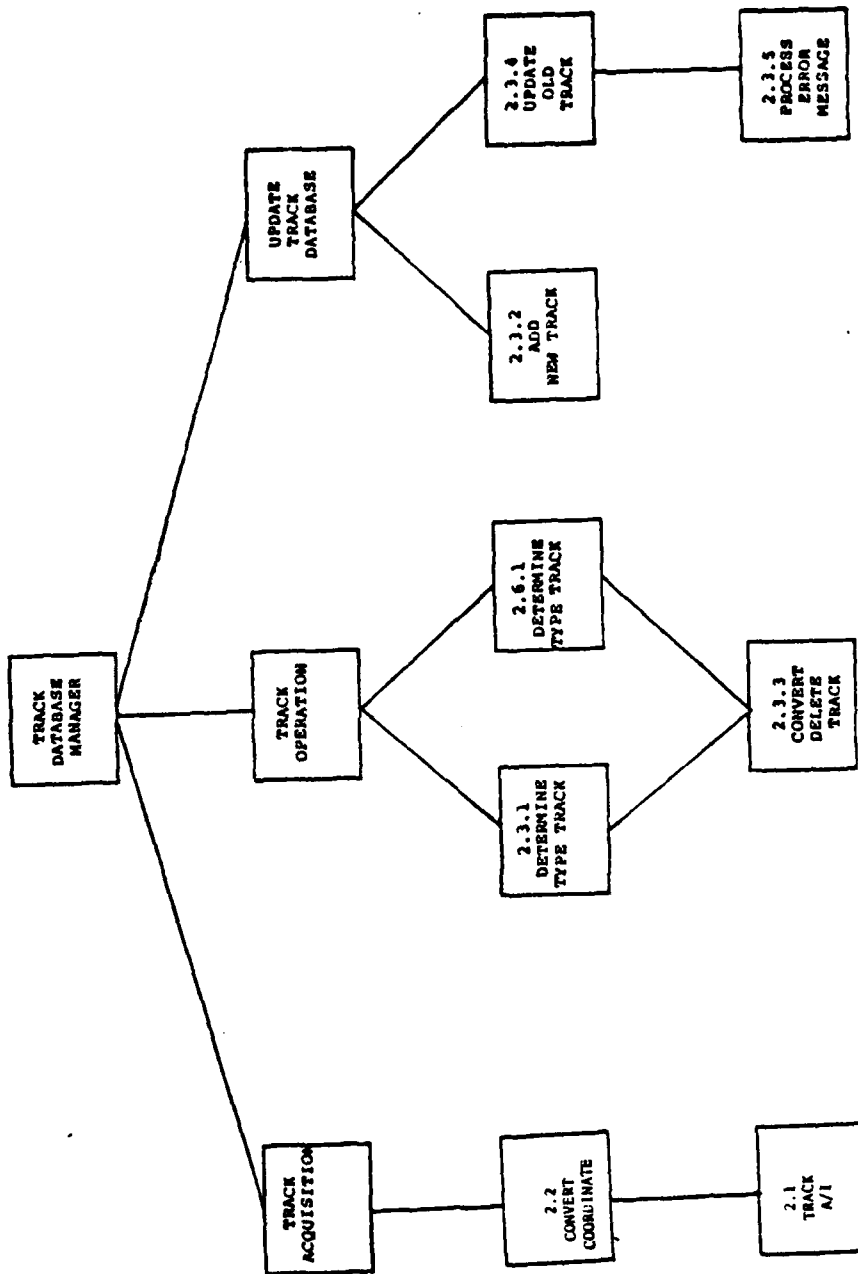 TRACK
DATABASE
MANAGER
TRACK
ACQUISITION
TRACK
OPERATION
UPDATE
TRACK
DATABASE
2.2
CONVERT
COORDINATE
2.3.1
DETERMINE
TYPE TRACK
2.6.1
DETERMINE
TYPE TRACK
2.3.2
ADD
NEW TRACK
2.3.4
UPDATE
OLD
TRACK
2.1
TRACK
A/I
2.3.3
CONVERT
DELETE
TRACK
2.3.5
PROCESS
ERROR
MESSAGE